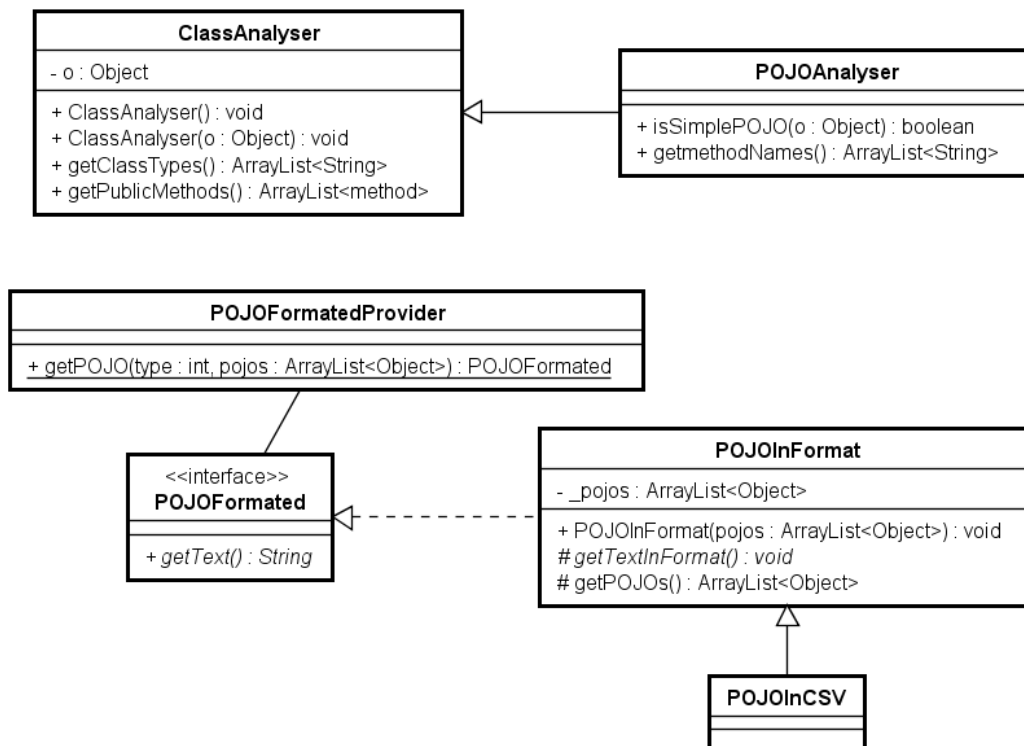 ClassAnalyser
- o : Object
+ ClassAnalyser() : void
+ ClassAnalyser(o : Object) : void
+ getClassTypes() : ArrayList<String>
+ getPublicMethods() : ArrayList<method>
POJOAnalyser
+ isSimplePOJO(o : Object) : boolean
+ getmethodNames() : ArrayList<String>
POJOFormatedProvider
+ getPOJO(type : int, pojos : ArrayList<Object>) : POJOFormated
<<interface>>
POJOFormated
+ getText() : String
POJOInFormat
- _pojos : ArrayList<Object>
+ POJOInFormat(pojos : ArrayList<Object>) : void
# getTextInFormat() : void
# getPOJOs() : ArrayList<Object>
POJOInCSV